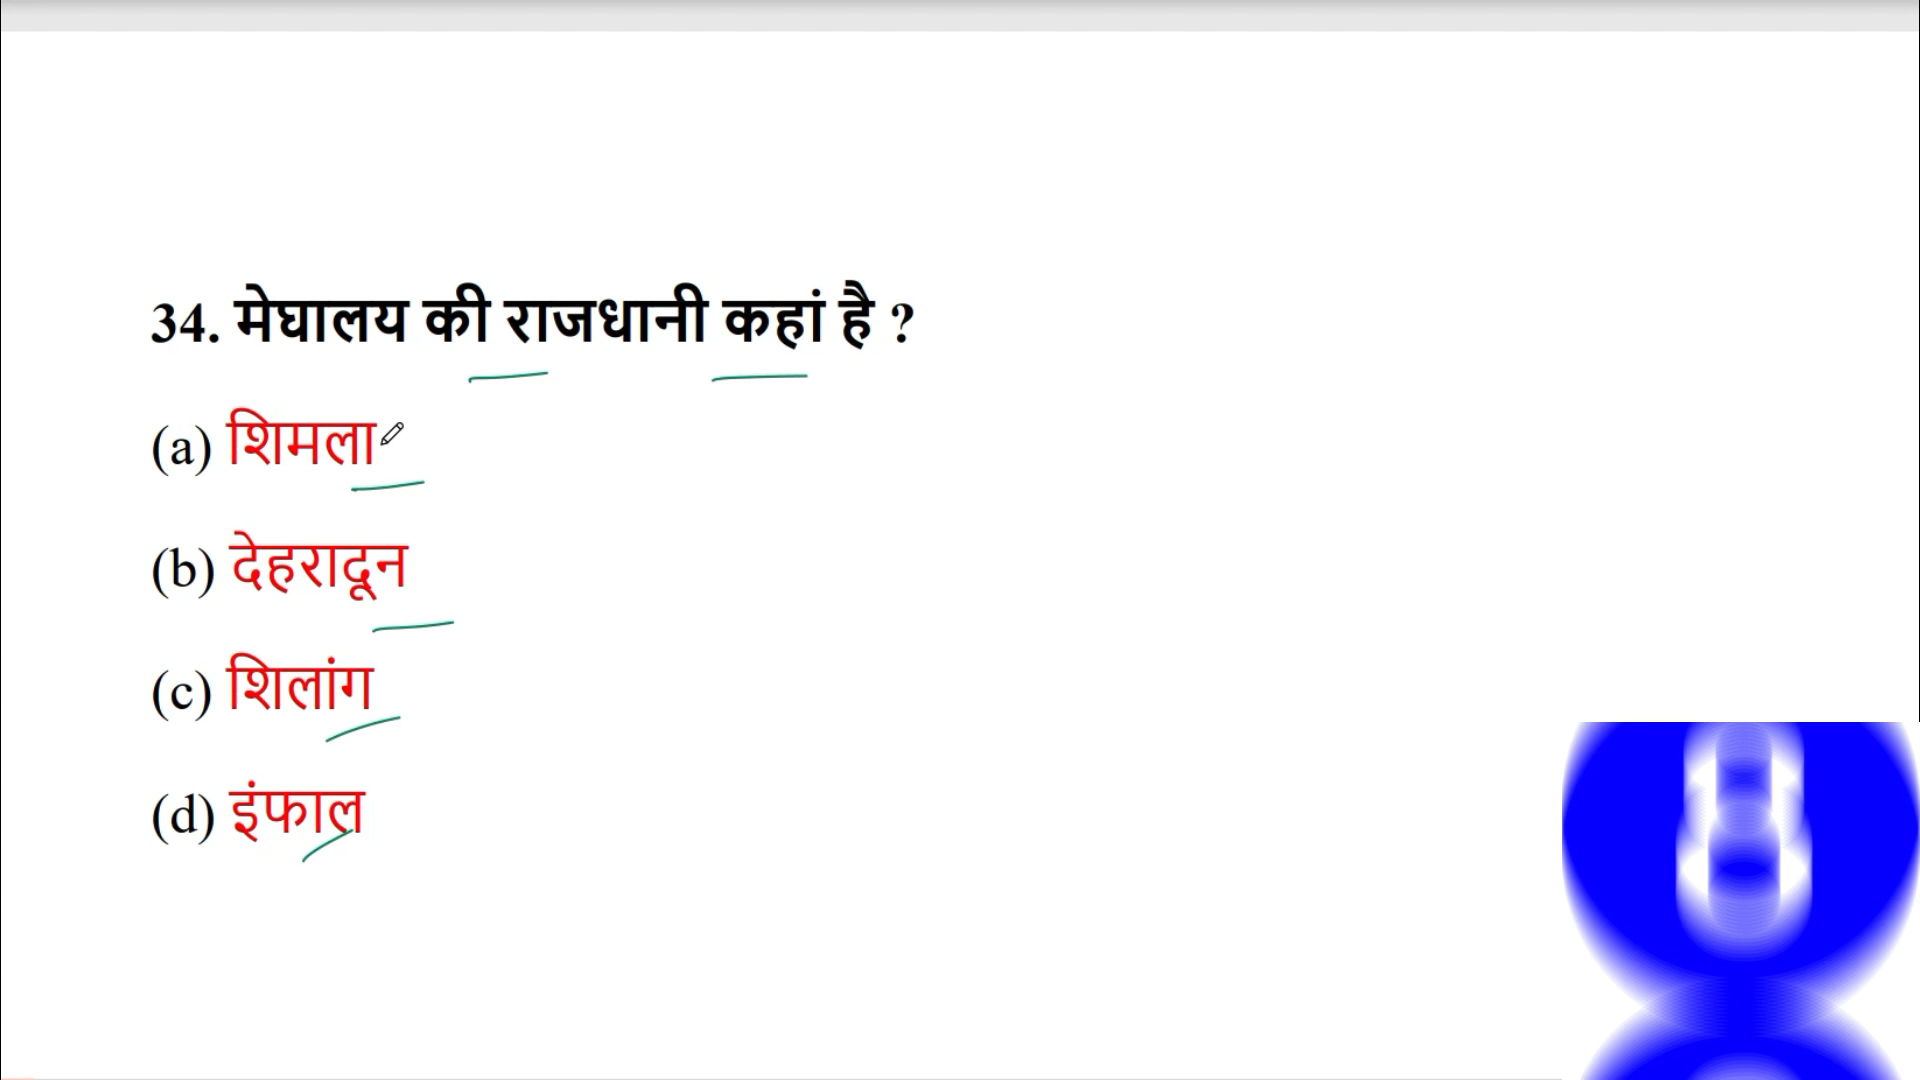 34. मेघालय की राजधानी कहां है ?
(a) शिमला
(b) देहरादून
(c) शिलांग
(d) इंफाल